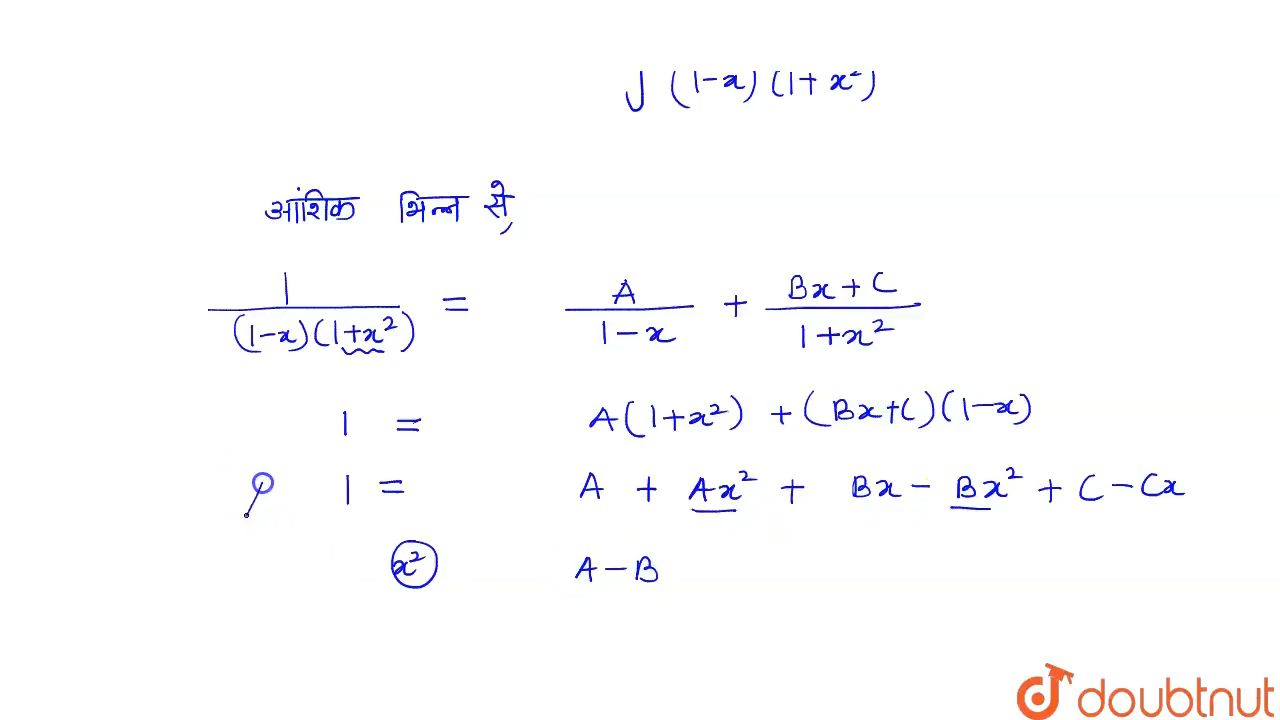 ∫ (1-x) (1+x²)
आंशिक भिन्न से,
1/((1-x)(1+x²)) = A/(1-x) + (Bx+C)/(1+x²)
1 = A(1+x²) + (Bx+C)(1-x)
1 = A + Ax² + Bx - Bx² + C - Cx
x² A-B
doubtnut